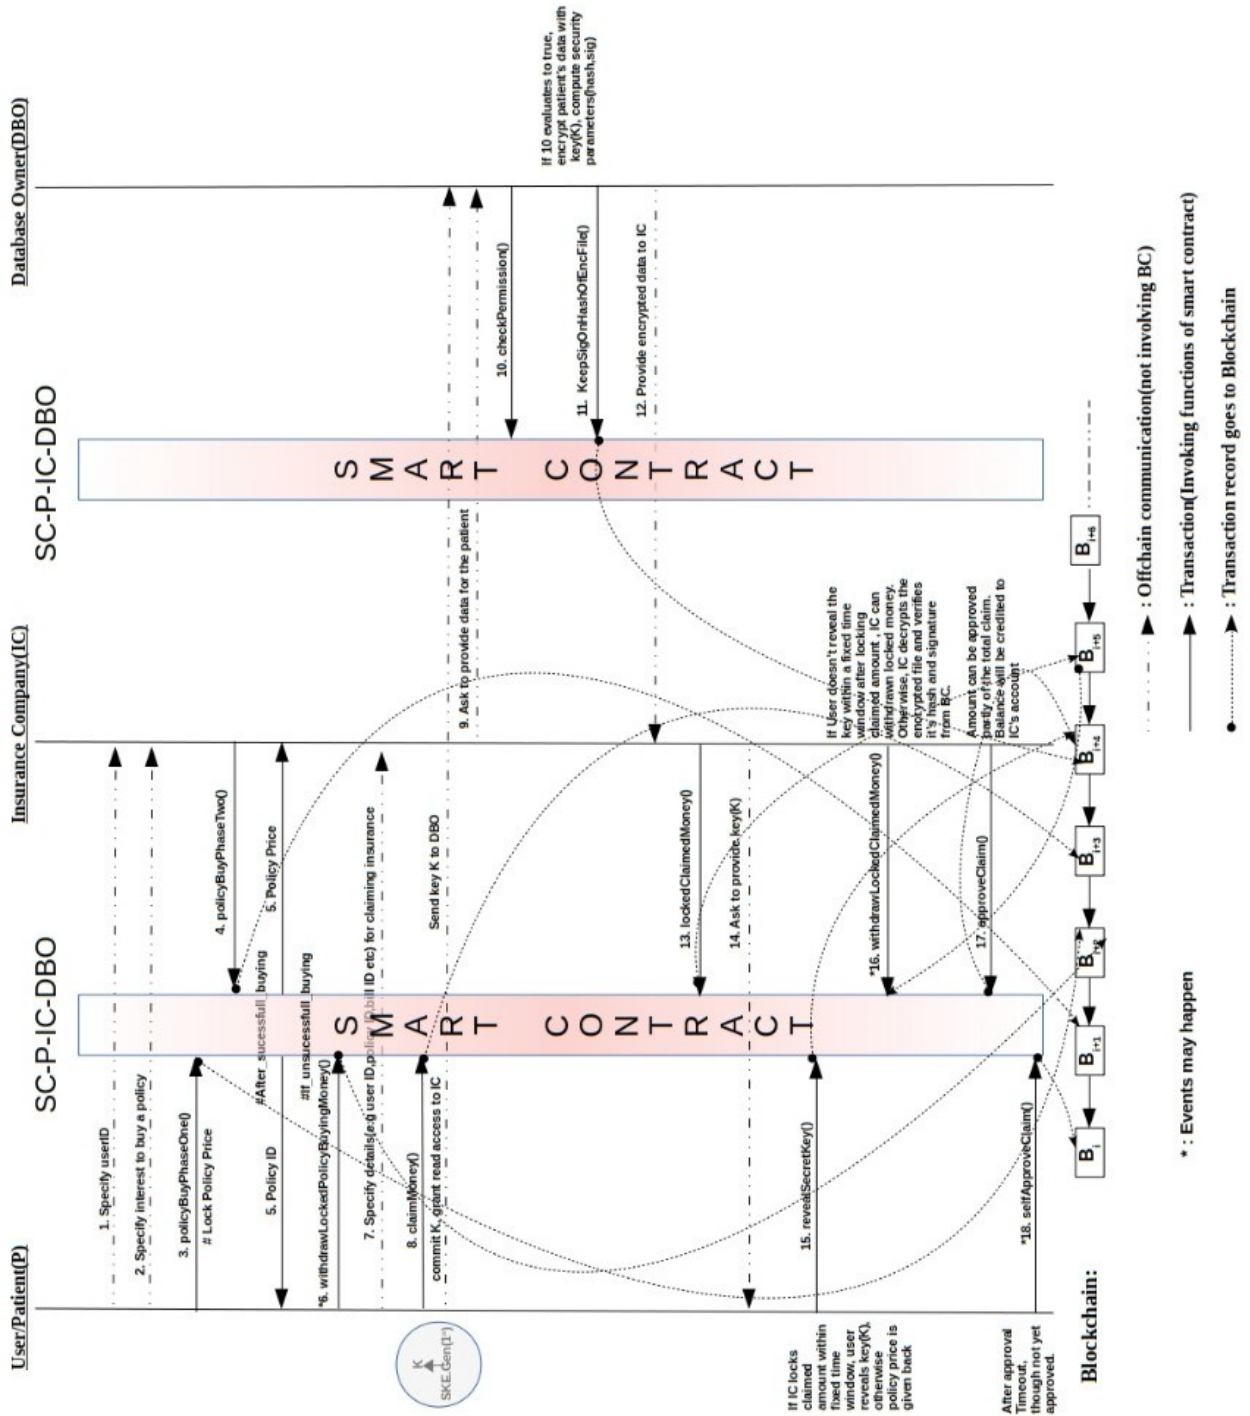 User/Patient(P)
SC-P-IC-DBO
Insurance Company(IC)
SC-P-IC-DBO
Database Owner(DBO)
1. Specify userID
2. Specify interest to buy a policy
3. policyBuyPhaseOne()
# Lock Policy Price
4. policyBuyPhaseTwo()
#After_sucessfull_buying
5. Policy ID
5. Policy Price
#If_unsucessfull_buying
*6. withdrawLockedPolicyBuyingMoney()
7. Specify details(e.g user ID,policy ID,bill ID etc) for claiming insurance
8. claimMoney()
commit K, grant read access to IC
Send key K to DBO
K
SKE.Gen(1ⁿ)
9. Ask to provide data for the patient
10. checkPermission()
If 10 evaluates to true,
encrypt patient's data with
key(K), compute security
parameters(hash,sig)
11. KeepSigOnHashOfEncFile()
12. Provide encrypted data to IC
SMART CONTRACT
SMART CONTRACT
13. lockedClaimedMoney()
14. Ask to provide key(K)
If IC locks
claimed
amount within
fixed time
window, user
reveals key(K),
otherwise
policy price is
given back
15. revealSecretKey()
If User doesn't reveal the
key within a fixed time
window after locking
claimed amount , IC can
withdrawn locked money.
Otherwise, IC decrypts the
encrypted file and verifies
it's hash and signature
from BC.
*16. withdrawLockedClaimedMoney()
Amount can be approved
partly of the total claim.
Balance will be credited to
IC's account
17. approveClaim()
After approval
Timeout,
though not yet
approved.
*18. selfApproveClaim()
Blockchain:
B i
B i+1
B i+2
B i+3
B i+4
B i+5
B i+6
* : Events may happen
: Offchain communication(not involving BC)
: Transaction(Invoking functions of smart contract)
: Transaction record goes to Blockchain